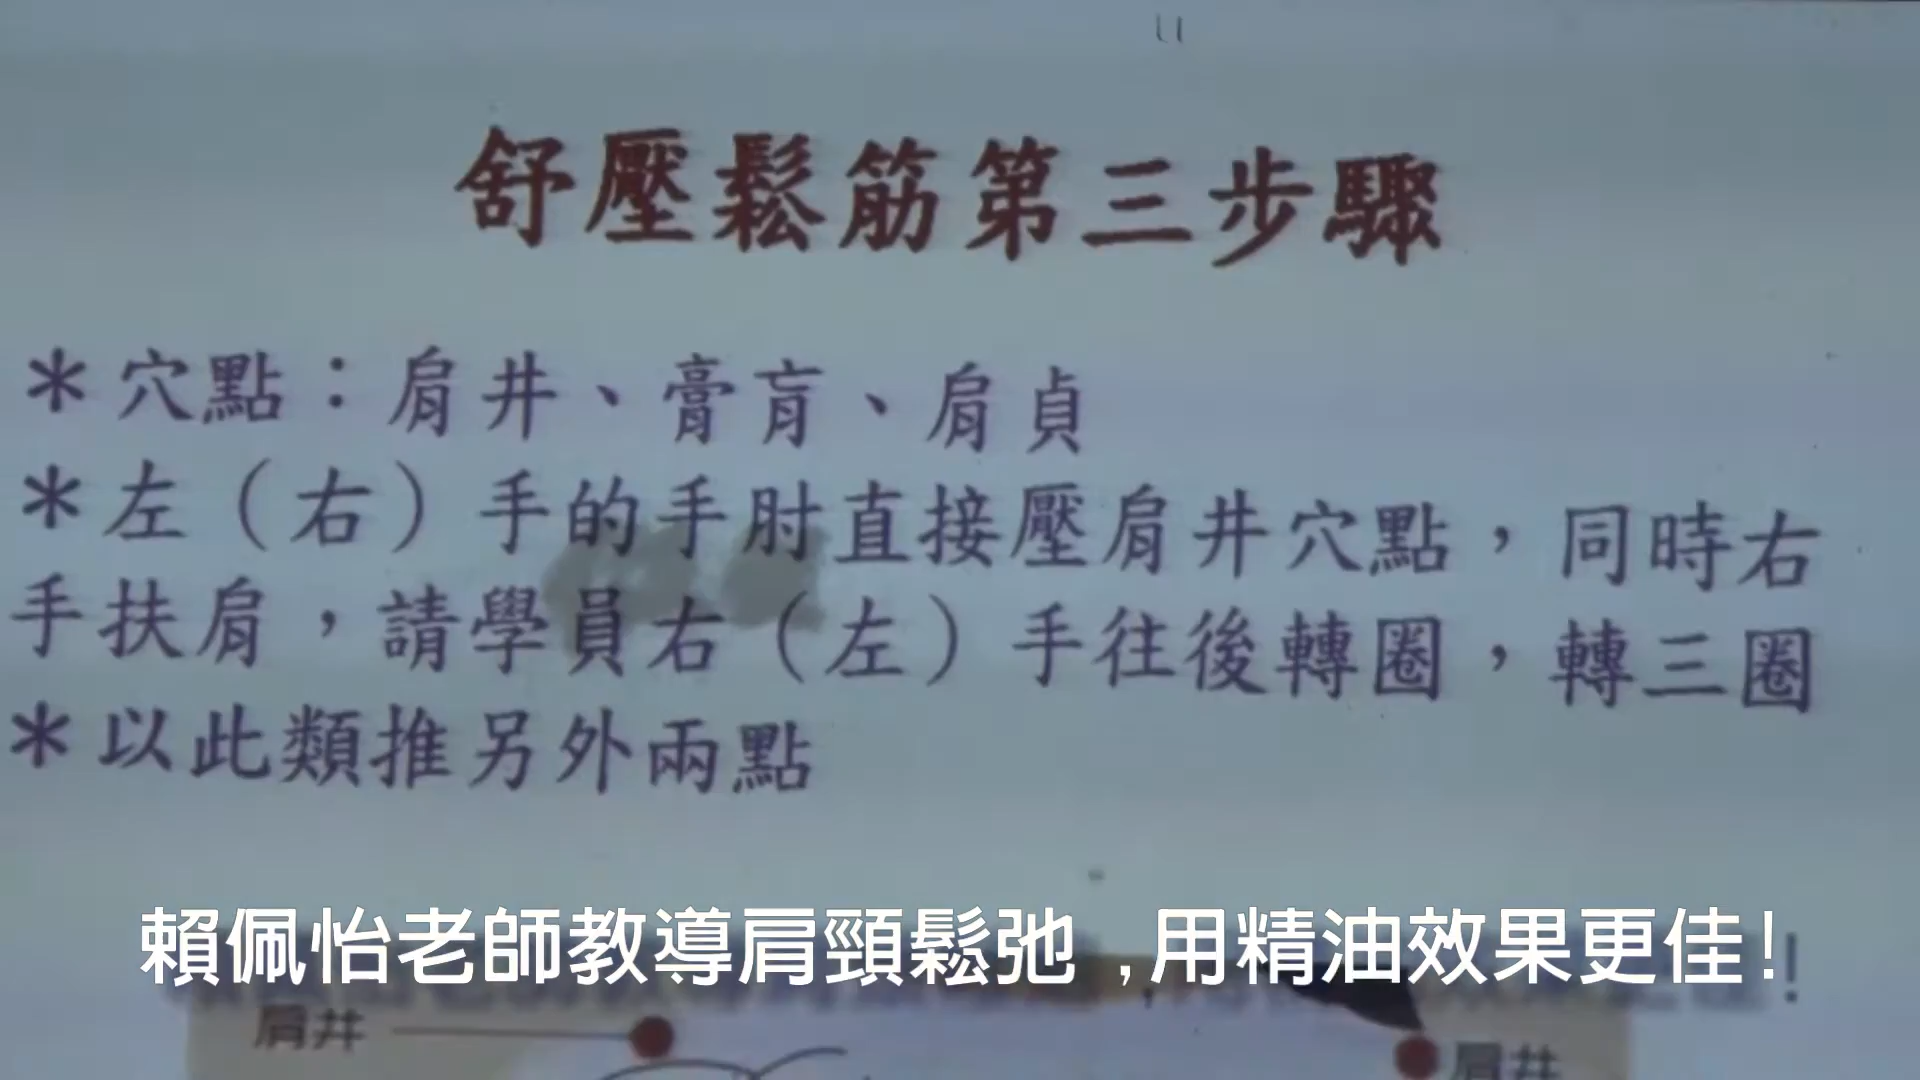 舒壓鬆筋第三步驟
＊穴點：肩井、膏肓、肩貞
＊左（右）手的手肘直接壓肩井穴點，同時右
手扶肩，請學員右（左）手往後轉圈，轉三圈
＊以此類推另外兩點
賴佩怡老師教導肩頸鬆弛,用精油效果更佳!
肩井
肩井